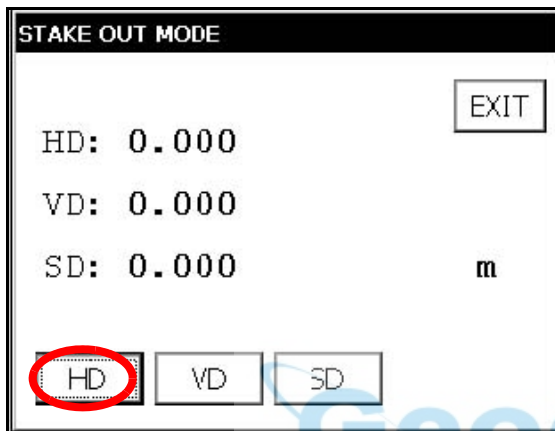 STAKE OUT MODE
EXIT
HD: 0.000
VD: 0.000
SD: 0.000 m
HD VD SD